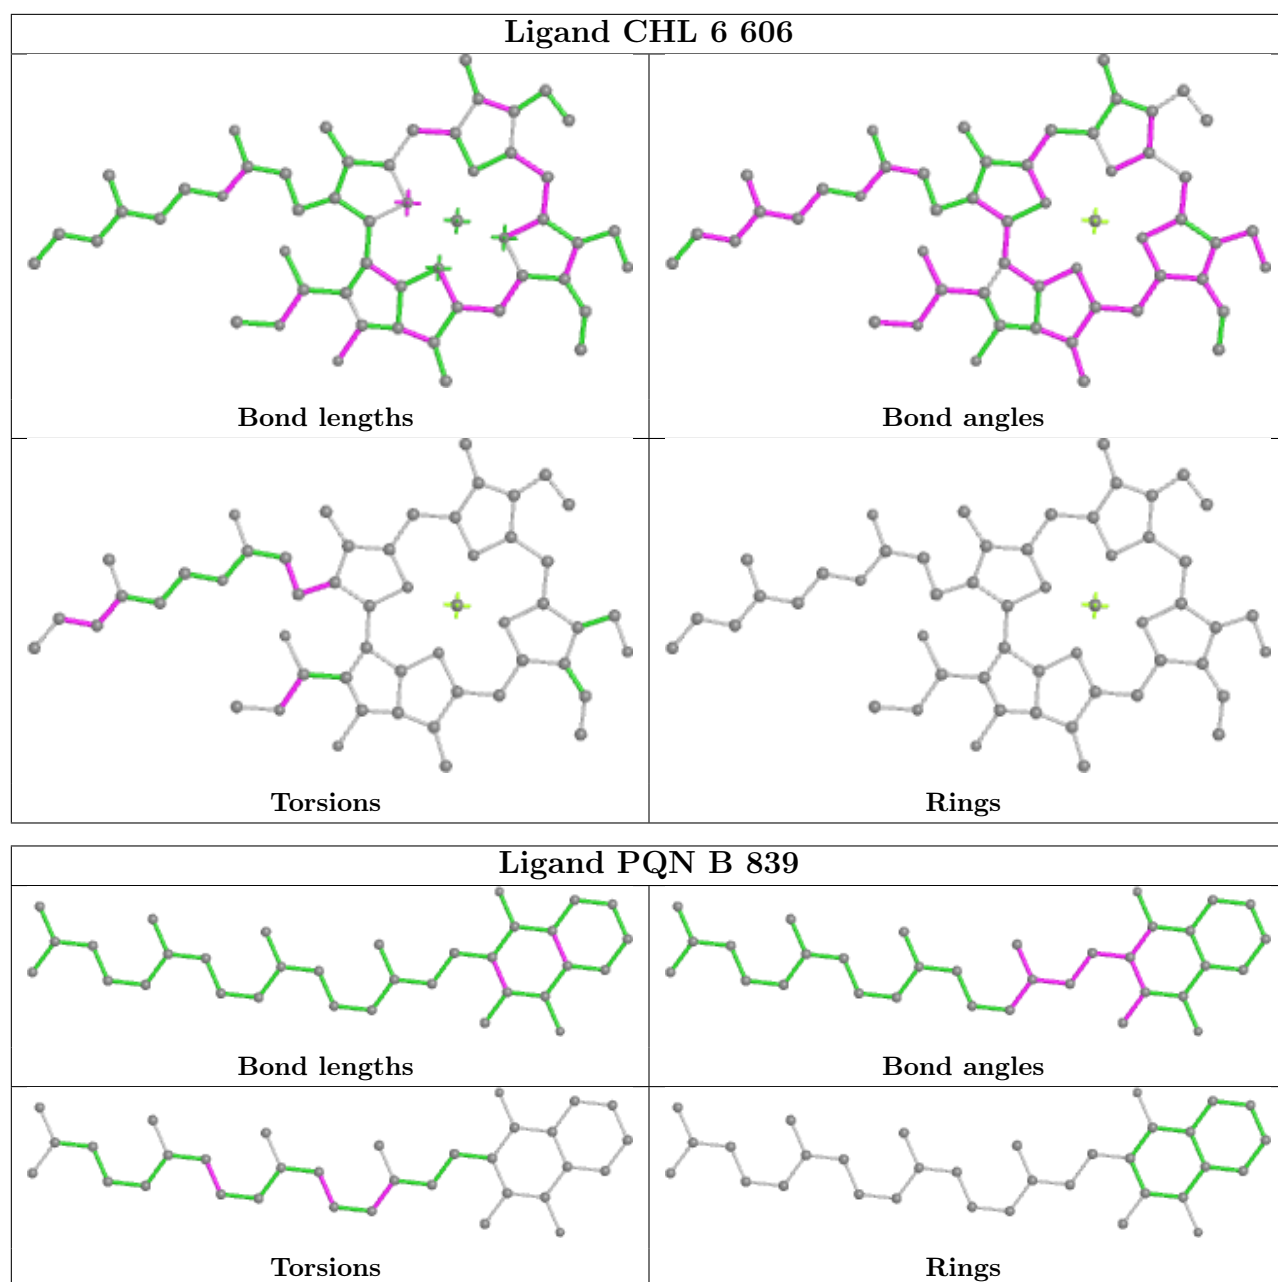 Ligand CHL 6 606
Bond lengths
Bond angles
Torsions
Rings
Ligand PQN B 839
Bond lengths
Bond angles
Torsions
Rings